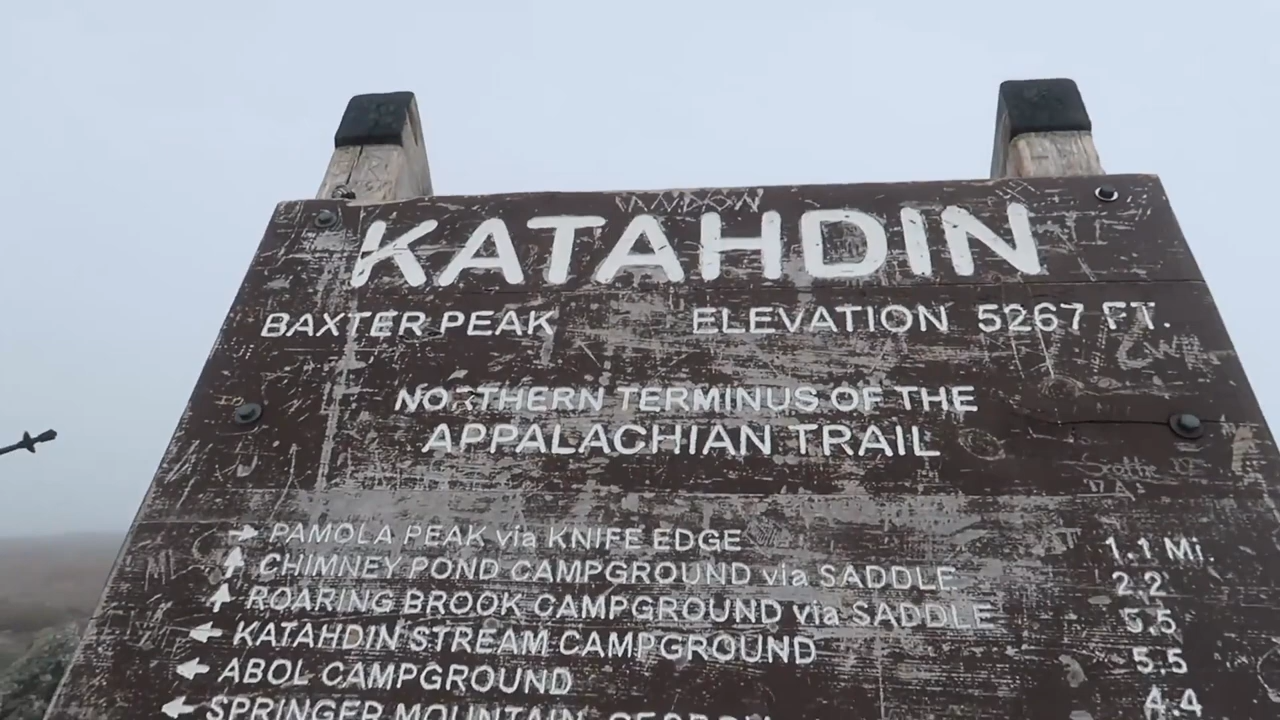 KATAHDIN
BAXTER PEAK ELEVATION 5267 FT.
NORTHERN TERMINUS OF THE
APPALACHIAN TRAIL
PAMOLA PEAK via KNIFE EDGE 1.1 Mi.
CHIMNEY POND CAMPGROUND via SADDLE 2.2
ROARING BROOK CAMPGROUND via SADDLE 5.5
KATAHDIN STREAM CAMPGROUND 5.5
ABOL CAMPGROUND 4.4
SPRINGER MOUNTAIN,